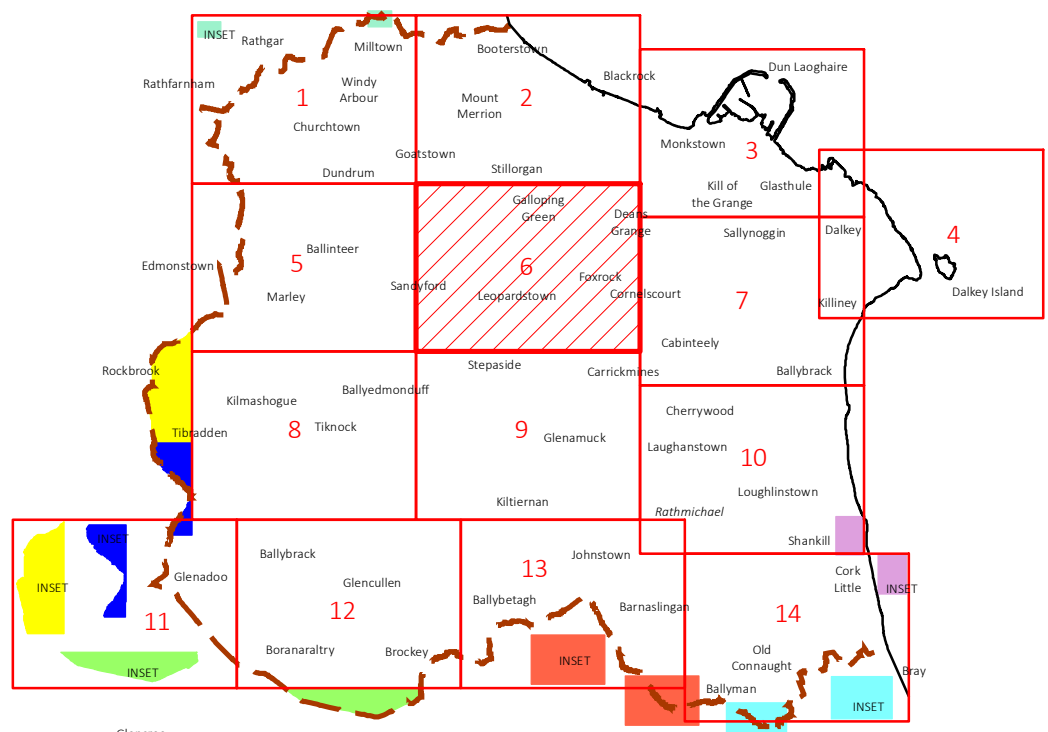 INSET
Rathgar
Milltown
Booterstown
Rathfarnham
1
Windy
Arbour
Mount
Merrion
2
Blackrock
Dun Laoghaire
Churchtown
Goatstown
Dundrum
Stillorgan
Monkstown
3
Kill of
the Grange
Glasthule
Galloping
Green
Deans
Grange
Sallynoggin
Dalkey
4
Edmonstown
5
Ballinteer
Marley
Sandyford
6
Leopardstown
Foxrock
Cornelscourt
7
Killiney
Dalkey Island
Cabinteely
Rockbrook
Stepaside
Carrickmines
Ballybrack
Kilmashogue
Ballyedmonduff
Tibradden
8
Tiknock
9
Glenamuck
Cherrywood
Laughanstown
10
Loughlinstown
Kiltiernan
Rathmichael
Shankill
INSET
INSET
11
Glenadoo
INSET
Ballybrack
Glencullen
12
Boranaraltry
Brockey
13
Johnstown
Ballybetagh
Barnaslingan
INSET
Cork
Little
INSET
14
Old
Connaught
Ballyman
Bray
INSET